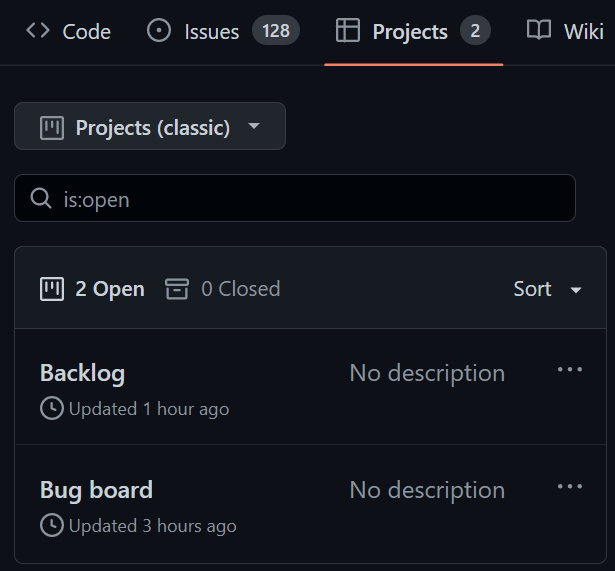 Code Issues 128 Projects 2 Wiki
Projects (classic)
is:open
2 Open 0 Closed Sort
Backlog No description
Updated 1 hour ago
Bug board No description
Updated 3 hours ago